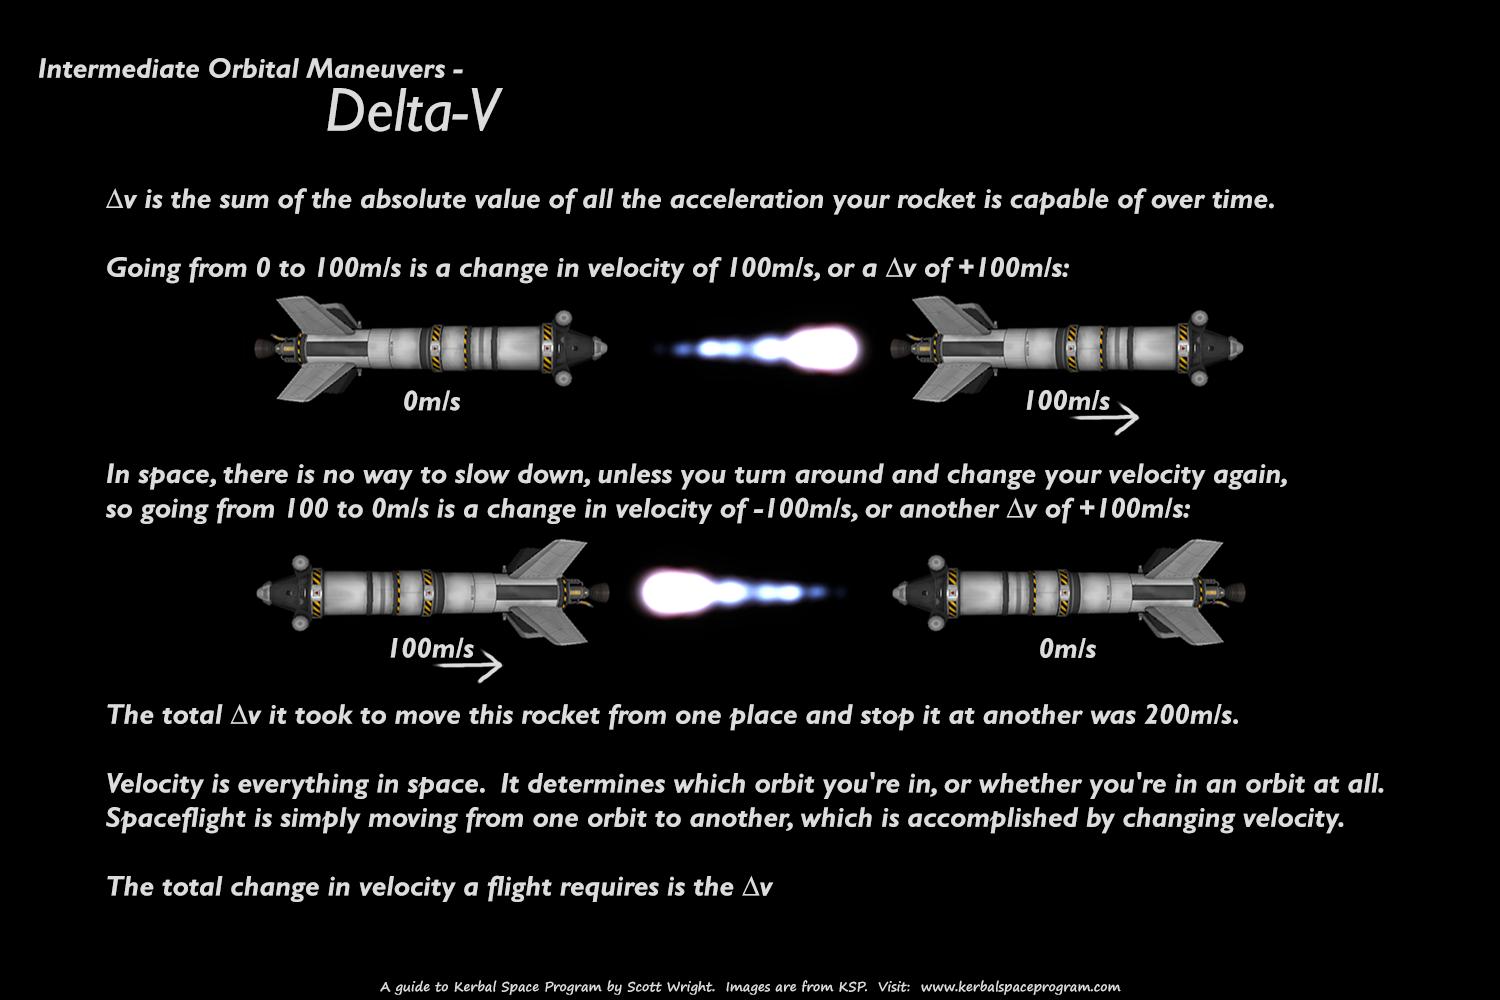 Intermediate Orbital Maneuvers -
Delta-V
Δv is the sum of the absolute value of all the acceleration your rocket is capable of over time.
Going from 0 to 100m/s is a change in velocity of 100m/s, or a Δv of +100m/s:
0m/s
100m/s
In space, there is no way to slow down, unless you turn around and change your velocity again,
so going from 100 to 0m/s is a change in velocity of -100m/s, or another Δv of +100m/s:
100m/s
0m/s
The total Δv it took to move this rocket from one place and stop it at another was 200m/s.
Velocity is everything in space.  It determines which orbit you're in, or whether you're in an orbit at all.
Spaceflight is simply moving from one orbit to another, which is accomplished by changing velocity.
The total change in velocity a flight requires is the Δv
A guide to Kerbal Space Program by Scott Wright.  Images are from KSP.  Visit:  www.kerbalspaceprogram.com